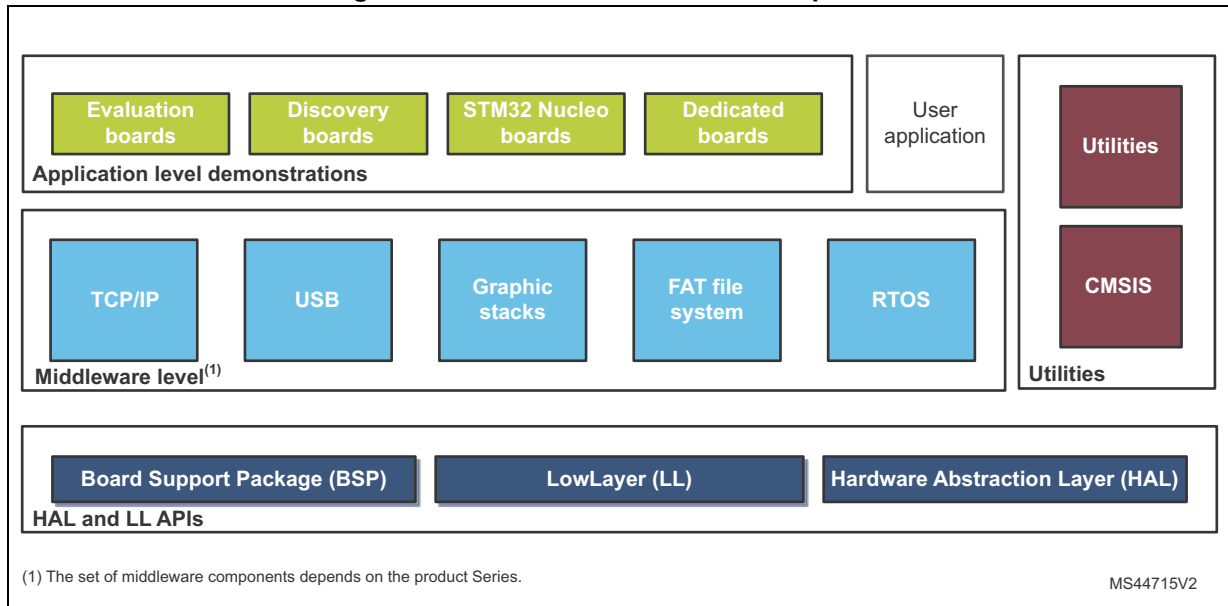 Evaluation
boards
Discovery
boards
STM32 Nucleo
boards
Dedicated
boards
Application level demonstrations
User
application
Utilities
CMSIS
Utilities
TCP/IP
USB
Graphic
stacks
FAT file
system
RTOS
Middleware level(1)
Board Support Package (BSP)
LowLayer (LL)
Hardware Abstraction Layer (HAL)
HAL and LL APIs
(1) The set of middleware components depends on the product Series.
MS44715V2